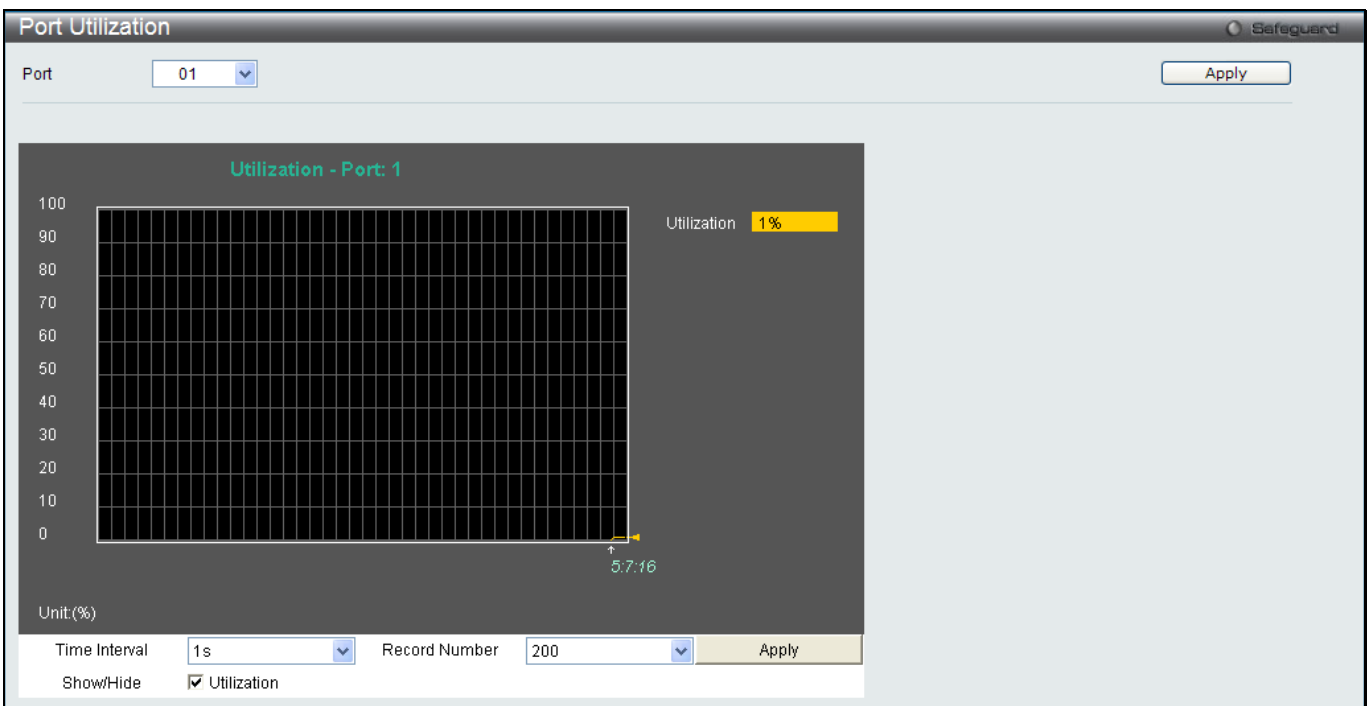 Port Utilization
Safeguard
Port 01 Apply
Utilization - Port: 1
100
Utilization 1%
90
80
70
60
50
40
30
20
10
0
5:7:16
Unit:(%)
Time Interval 1s Record Number 200 Apply
Show/Hide Utilization